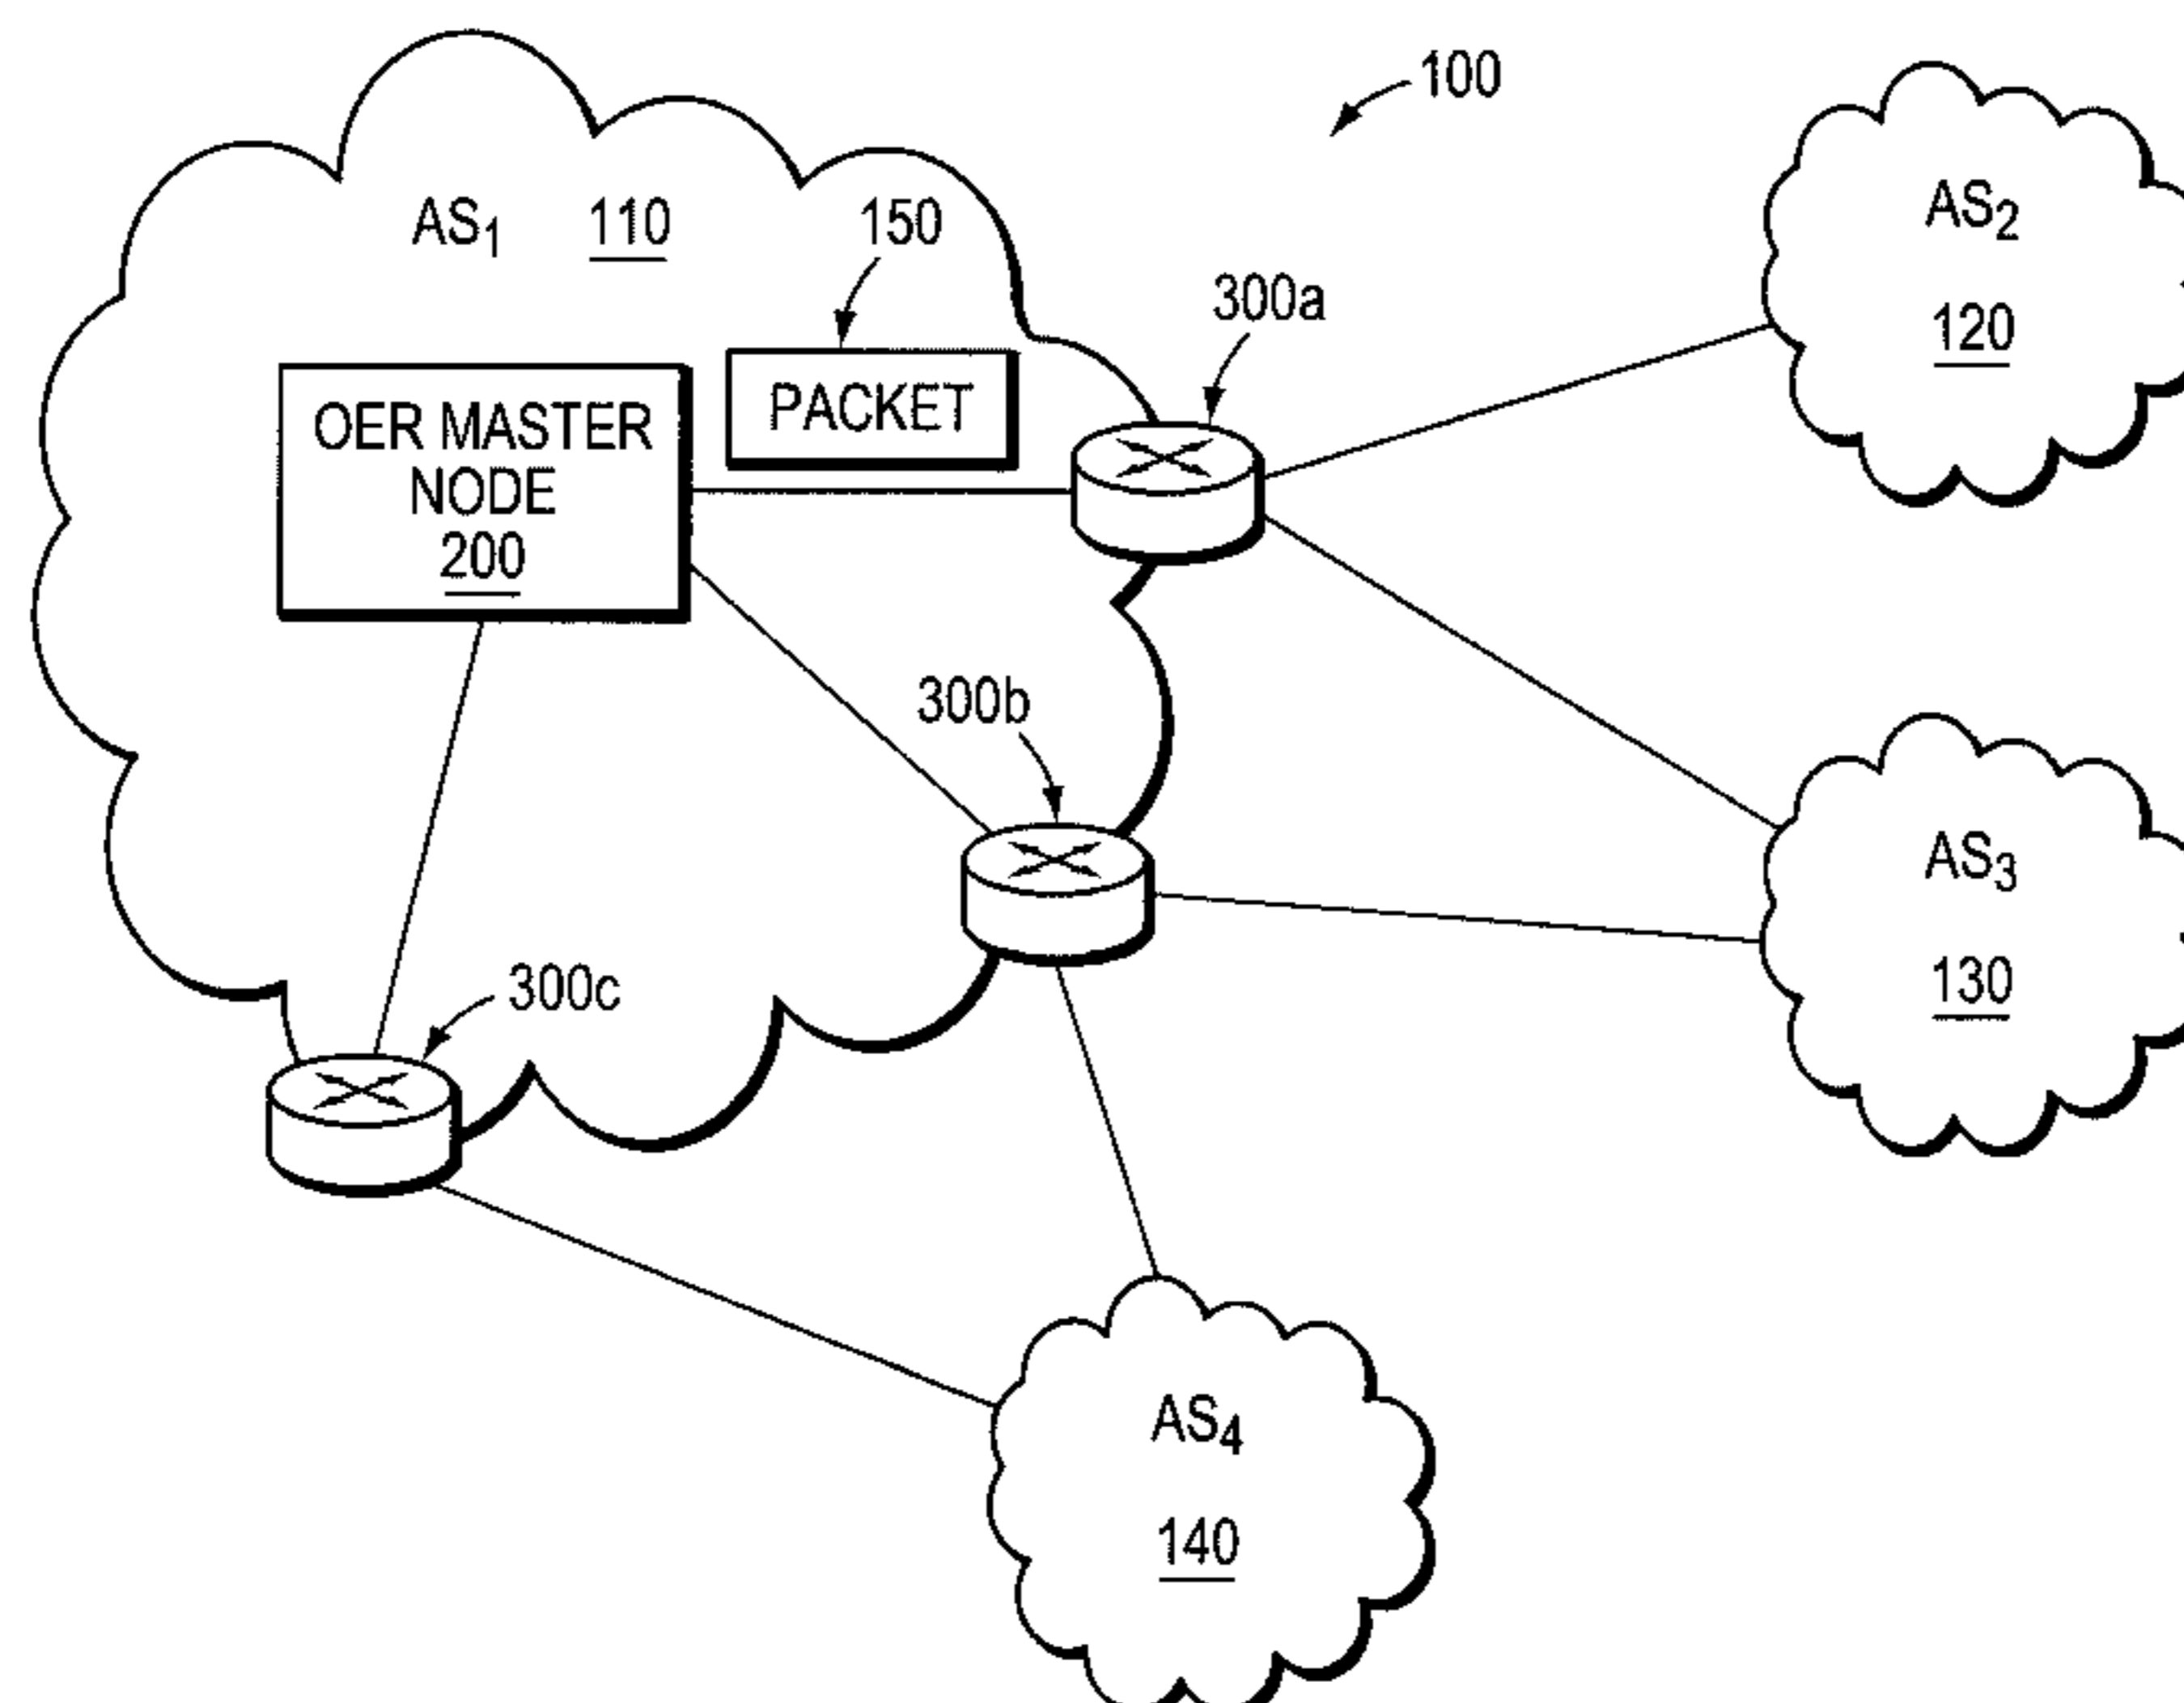 100
AS1 110
150
AS2
120
300a
PACKET
OER MASTER
NODE
200
300b
AS3
130
300c
AS4
140